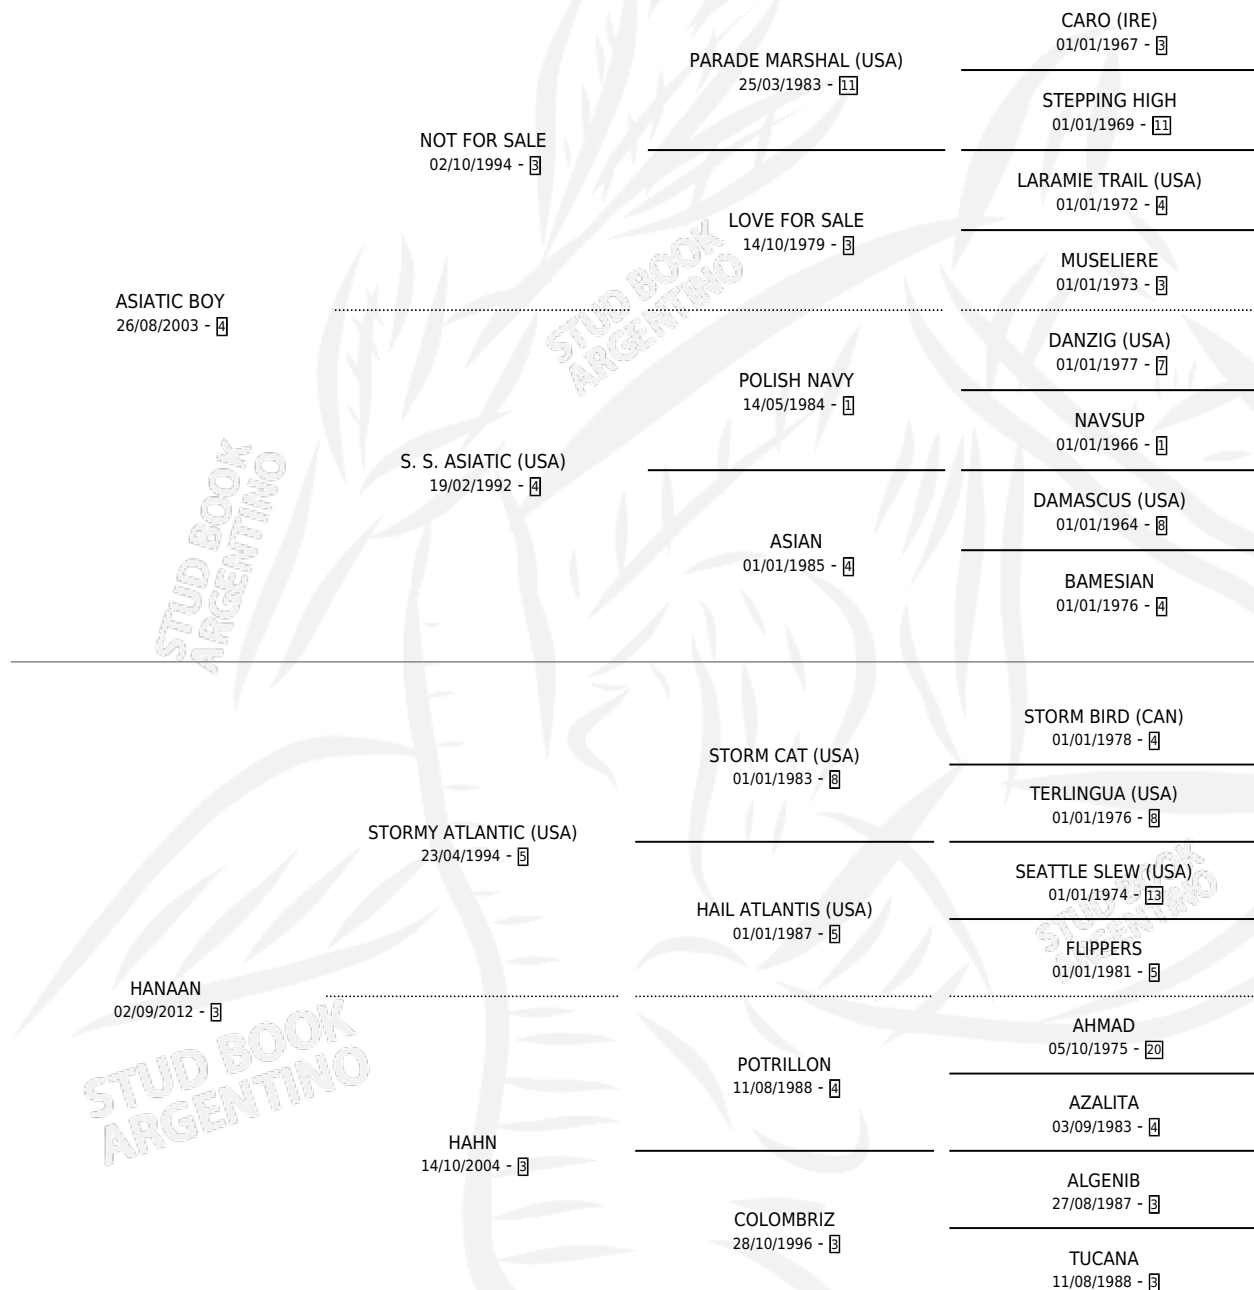 CARO (IRE)
01/01/1967 - 3
PARADE MARSHAL (USA)
25/03/1983 - 11
STEPPING HIGH
01/01/1969 - 11
NOT FOR SALE
02/10/1994 - 3
LARAMIE TRAIL (USA)
01/01/1972 - 4
LOVE FOR SALE
14/10/1979 - 3
MUSELIERE
01/01/1973 - 3
ASIATIC BOY
26/08/2003 - 4
STUD BOOK
ARGENTINO
DANZIG (USA)
01/01/1977 - 7
POLISH NAVY
14/05/1984 - 1
NAVSUP
01/01/1966 - 1
S. S. ASIATIC (USA)
19/02/1992 - 4
DAMASCUS (USA)
01/01/1964 - 8
ASIAN
01/01/1985 - 4
BAMESIAN
01/01/1976 - 4
STUD BOOK
ARGENTINO
STORM BIRD (CAN)
01/01/1978 - 4
STORM CAT (USA)
01/01/1983 - 8
TERLINGUA (USA)
01/01/1976 - 8
STORMY ATLANTIC (USA)
23/04/1994 - 5
SEATTLE SLEW (USA)
01/01/1974 - 13
HAIL ATLANTIS (USA)
01/01/1987 - 5
STUD BOOK
ARGENTINO
FLIPPERS
01/01/1981 - 5
HANAAN
02/09/2012 - 3
STUD BOOK
ARGENTINO
AHMAD
05/10/1975 - 20
POTRILLON
11/08/1988 - 4
AZALITA
03/09/1983 - 4
HAHN
14/10/2004 - 3
ALGENIB
27/08/1987 - 3
COLOMBRIZ
28/10/1996 - 3
TUCANA
11/08/1988 - 3